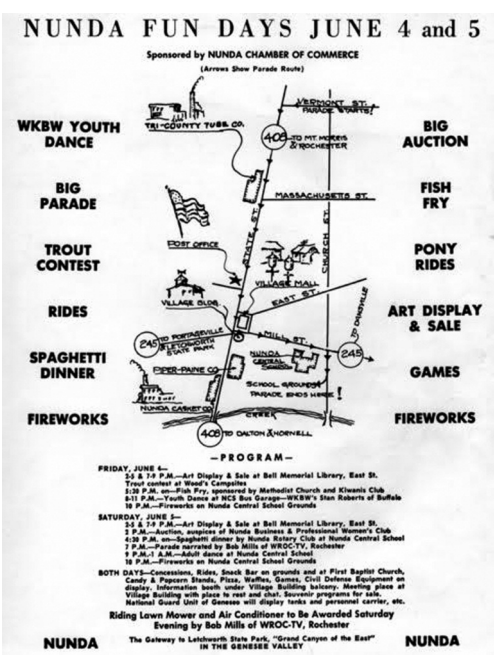 NUNDA FUN DAYS JUNE 4 and 5
Sponsored by NUNDA CHAMBER OF COMMERCE
(Arrows Show Parade Route)
WKBW YOUTH
DANCE
BIG
PARADE
TROUT
CONTEST
RIDES
SPAGHETTI
DINNER
FIREWORKS
VERMONT ST.
PARADE STARTS!
TRI-COUNTY TUBE CO.
408
TO MT. MORRIS
& ROCHESTER
MASSACHUSETTS ST.
STATE ST.
CHURCH ST.
POST OFFICE
VILLAGE MALL
VILLAGE BLDG.
EAST ST.
TO DANSVILLE
245
TO PORTAGEVILLE
& LETCHWORTH
STATE PARK
MILL ST.
245
PIPER-PAINE CO
NUNDA
CENTRAL
SCHOOL
SCHOOL GROUNDS
PARADE ENDS HERE!
NUNDA CASKET CO
CREEK
408
TO DALTON & HORNELL
BIG
AUCTION
FISH
FRY
PONY
RIDES
ART DISPLAY
& SALE
GAMES
FIREWORKS
—PROGRAM—
FRIDAY, JUNE 4—
2-5 & 7-9 P.M.—Art Display & Sale at Bell Memorial Library, East St.
Trout contest at Wood's Campsites
5:30 P.M. on—Fish Fry, sponsored by Methodist Church and Kiwanis Club
8-11 P.M.—Youth Dance at NCS Bus Garage—WKBW's Stan Roberts of Buffalo
10 P.M.—Fireworks on Nunda Central School Grounds
SATURDAY, JUNE 5—
2-5 & 7-9 P.M.—Art Display & Sale at Bell Memorial Library, East St.
2 P.M.—Auction, auspices of Nunda Business & Professional Women's Club
4:30 P.M. on—Spaghetti dinner by Nunda Rotary Club at Nunda Central School
7 P.M.—Parade narrated by Bob Mills of WROC-TV, Rochester
9 P.M.-1 A.M.—Adult dance at Nunda Central School
10 P.M.—Fireworks on Nunda Central School Grounds
BOTH DAYS—Concessions, Rides, Snack Bar on grounds and at First Baptist Church,
Candy & Popcorn Stands, Pizza, Waffles, Games, Civil Defense Equipment on
display. Information booth under Village Building balcony. Meeting place at
Village Building with place to rest and chat. Souvenir programs for sale.
National Guard Unit of Geneseo will display tanks and personnel carrier, etc.
Riding Lawn Mower and Air Conditioner to Be Awarded Saturday
Evening by Bob Mills of WROC-TV, Rochester
NUNDA
The Gateway to Letchworth State Park, "Grand Canyon of the East"
IN THE GENESEE VALLEY
NUNDA